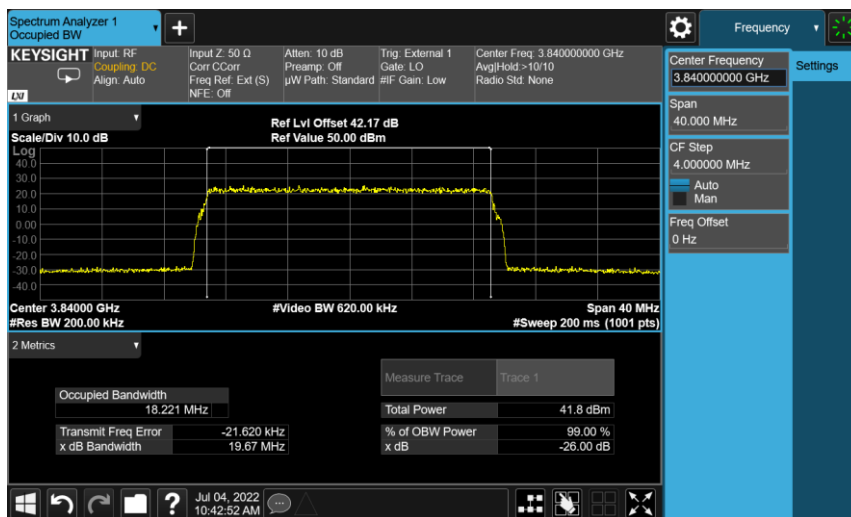 Spectrum Analyzer 1
Occupied BW
+
Frequency
KEYSIGHT
LXI
Input: RF
Coupling: DC
Align: Auto
Input Z: 50 Ω
Corr CCorr
Freq Ref: Ext (S)
NFE: Off
Atten: 10 dB
Preamp: Off
µW Path: Standard
Trig: External 1
Gate: LO
#IF Gain: Low
Center Freq: 3.840000000 GHz
Avg|Hold:>10/10
Radio Std: None
Center Frequency
3.840000000 GHz
Settings
Span
40.000 MHz
CF Step
4.000000 MHz
Auto
Man
Freq Offset
0 Hz
1 Graph
Scale/Div 10.0 dB
Ref Lvl Offset 42.17 dB
Ref Value 50.00 dBm
Log
40.0
30.0
20.0
10.0
0.00
-10.0
-20.0
-30.0
-40.0
Center 3.84000 GHz
#Video BW 620.00 kHz
Span 40 MHz
#Res BW 200.00 kHz
#Sweep 200 ms (1001 pts)
2 Metrics
Measure Trace
Trace 1
Occupied Bandwidth
18.221 MHz
Total Power
41.8 dBm
Transmit Freq Error
-21.620 kHz
% of OBW Power
99.00 %
x dB Bandwidth
19.67 MHz
x dB
-26.00 dB
?
Jul 04, 2022
10:42:52 AM